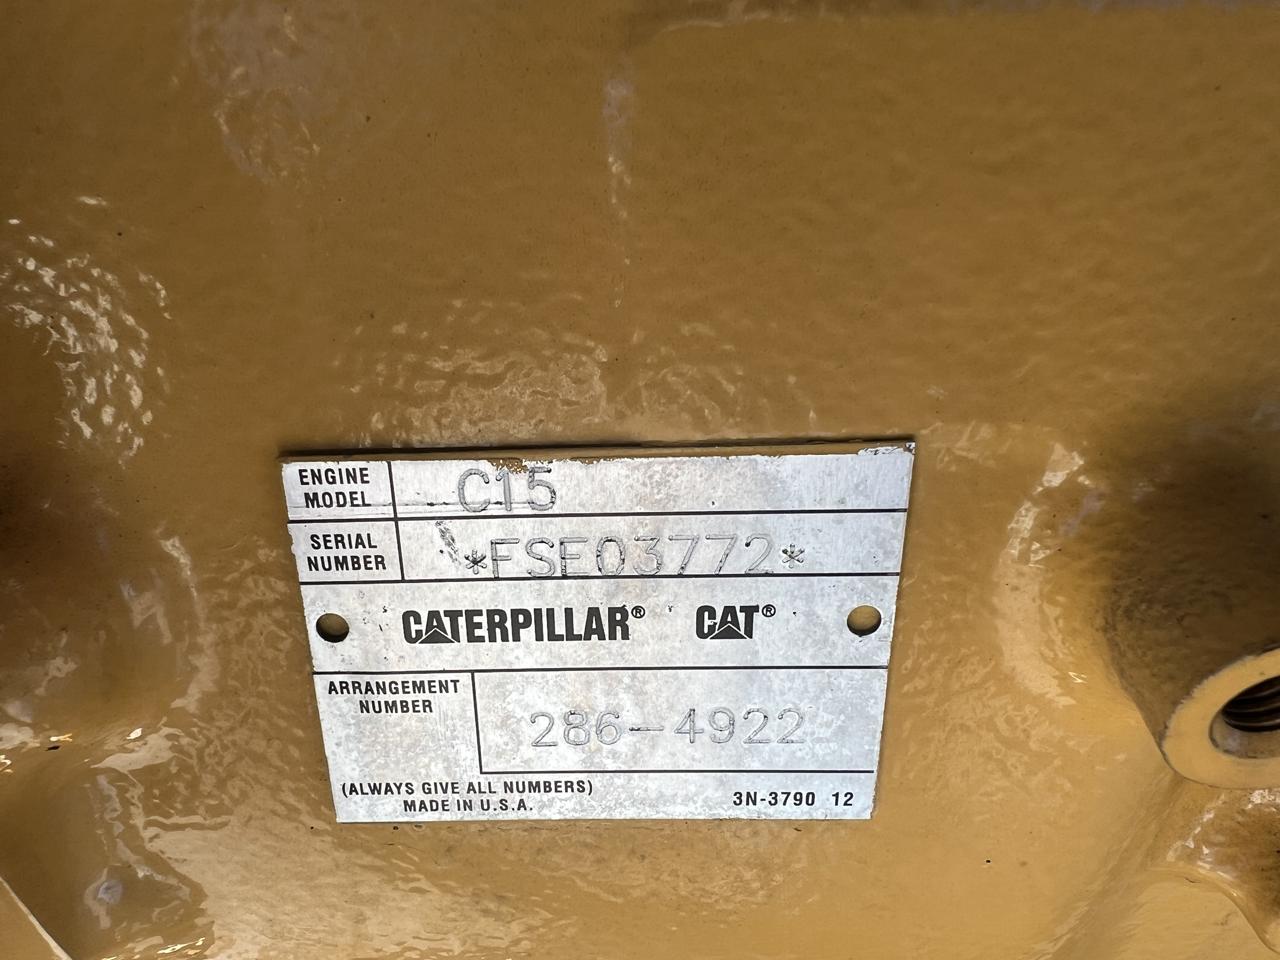 ENGINE MODEL C15
SERIAL NUMBER *FSE03772*
CATERPILLAR® CAT®
ARRANGEMENT NUMBER 286-4922
(ALWAYS GIVE ALL NUMBERS)
MADE IN U.S.A. 3N-3790 12